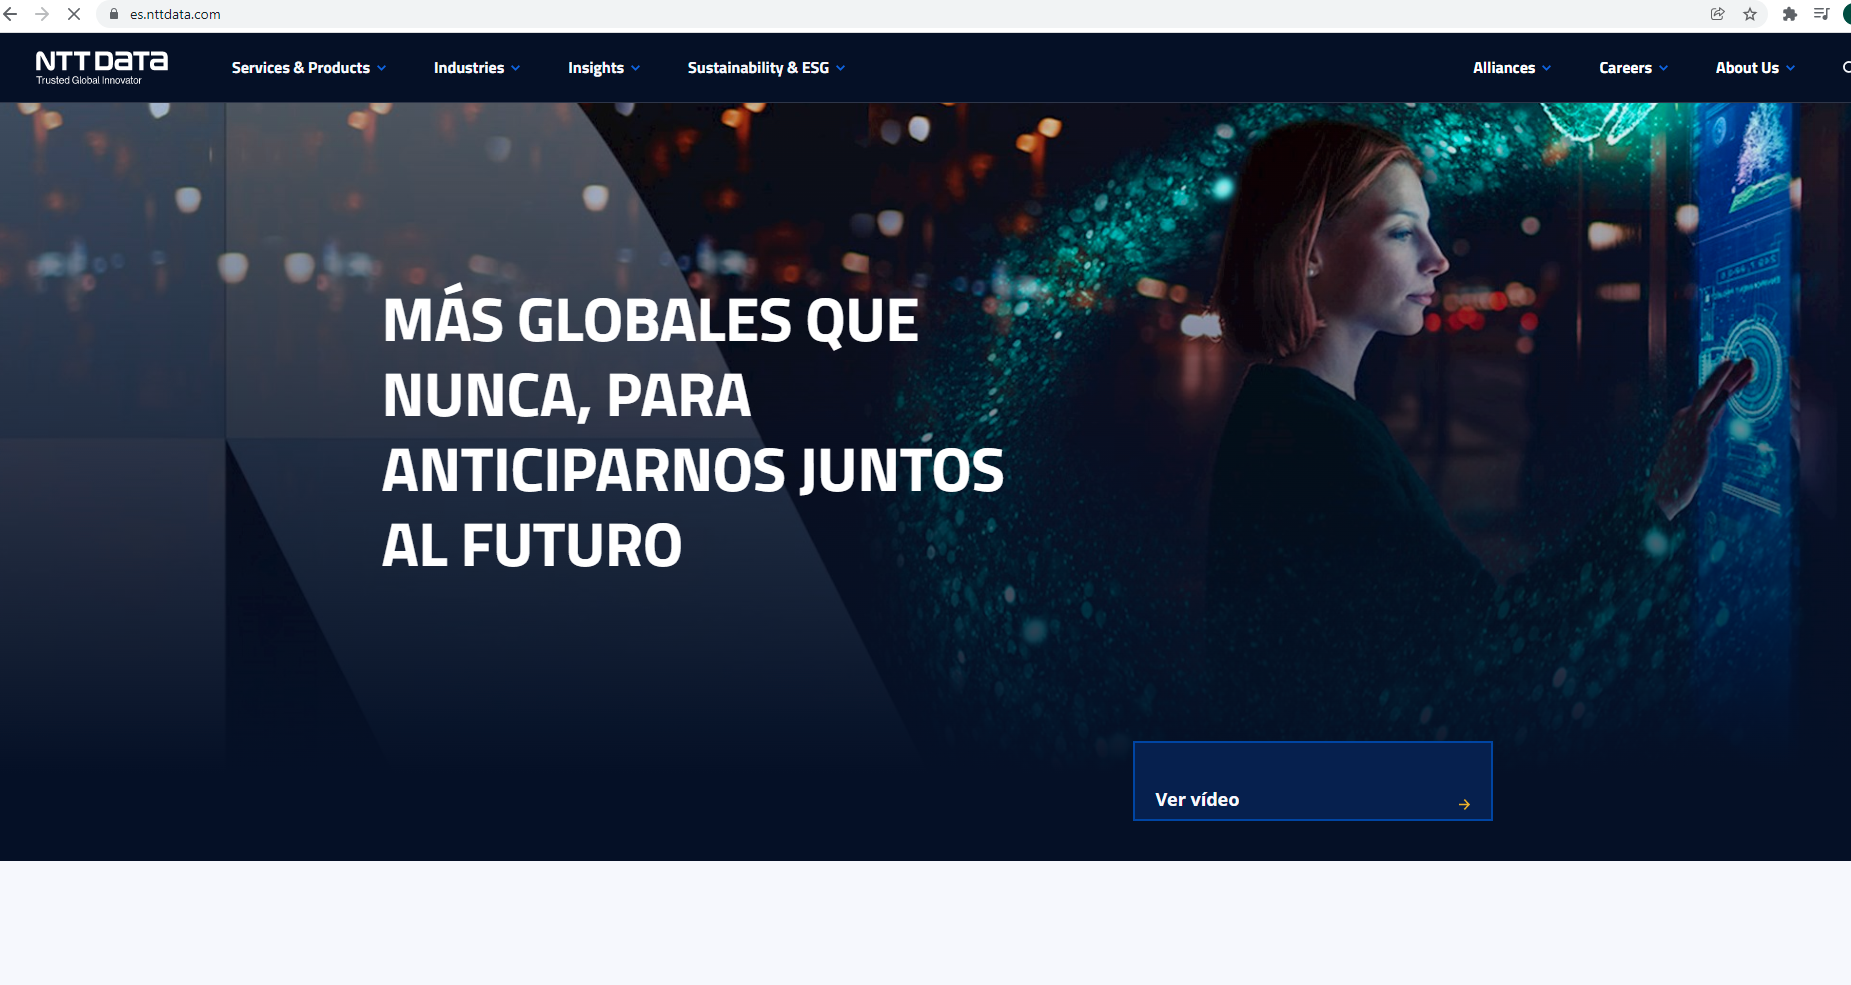 es.nttdata.com
NTT DATA
Trusted Global Innovator
Services & Products
Industries
Insights
Sustainability & ESG
Alliances
Careers
About Us
MÁS GLOBALES QUE
NUNCA, PARA
ANTICIPARNOS JUNTOS
AL FUTURO
Ver vídeo